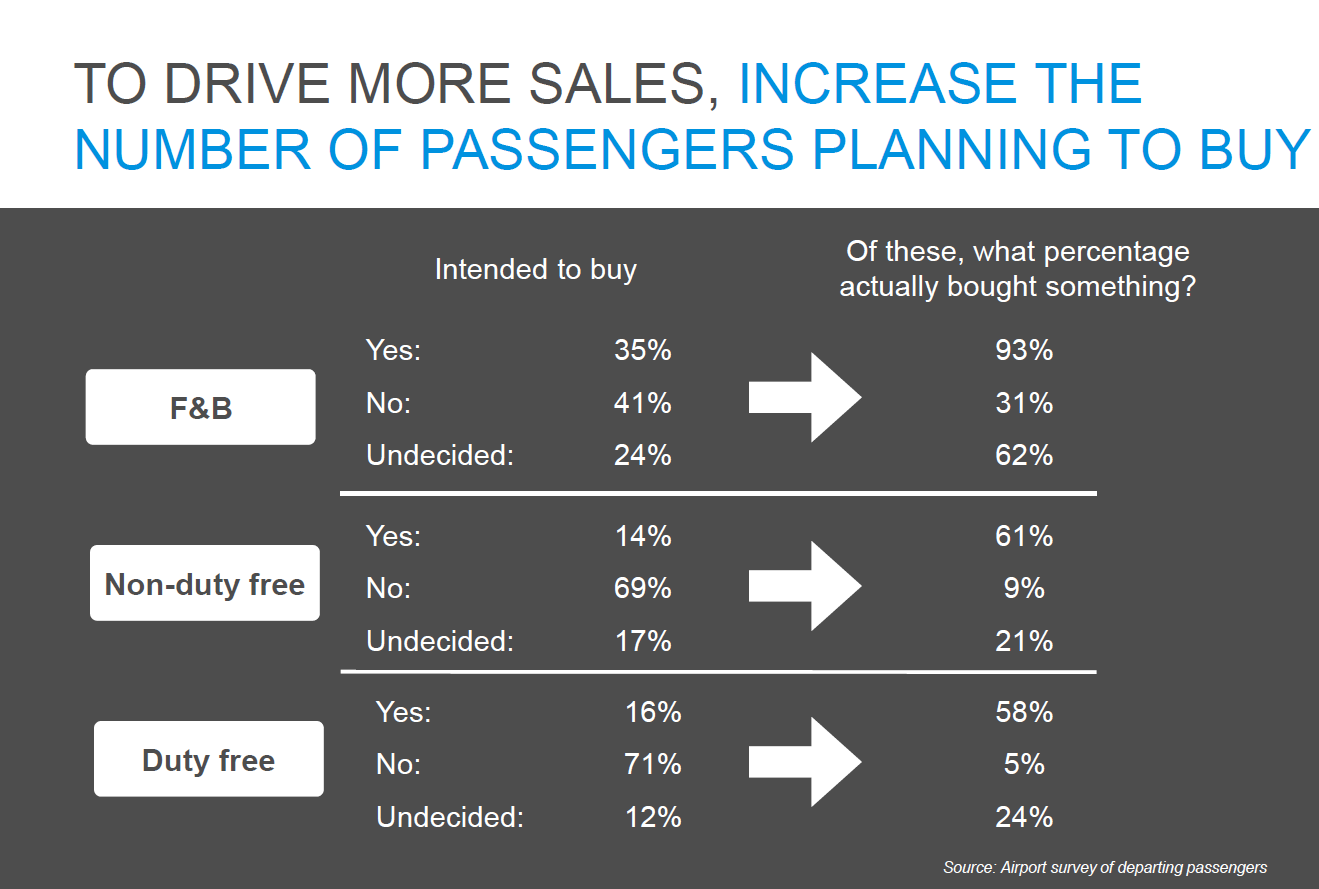 TO DRIVE MORE SALES, INCREASE THE
NUMBER OF PASSENGERS PLANNING TO BUY
Intended to buy
Of these, what percentage
actually bought something?
F&B
Yes: 35% 93%
No: 41% 31%
Undecided: 24% 62%
Non-duty free
Yes: 14% 61%
No: 69% 9%
Undecided: 17% 21%
Duty free
Yes: 16% 58%
No: 71% 5%
Undecided: 12% 24%
Source: Airport survey of departing passengers